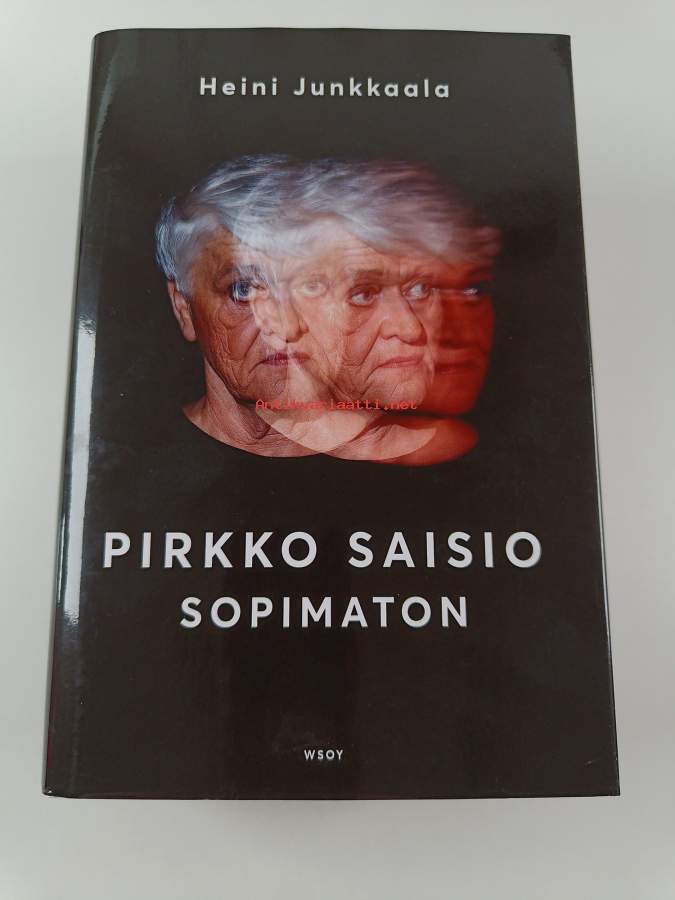 Heini Junkkaala
Antikvariaatti.net
PIRKKO SAISIO
SOPIMATON
WSOY